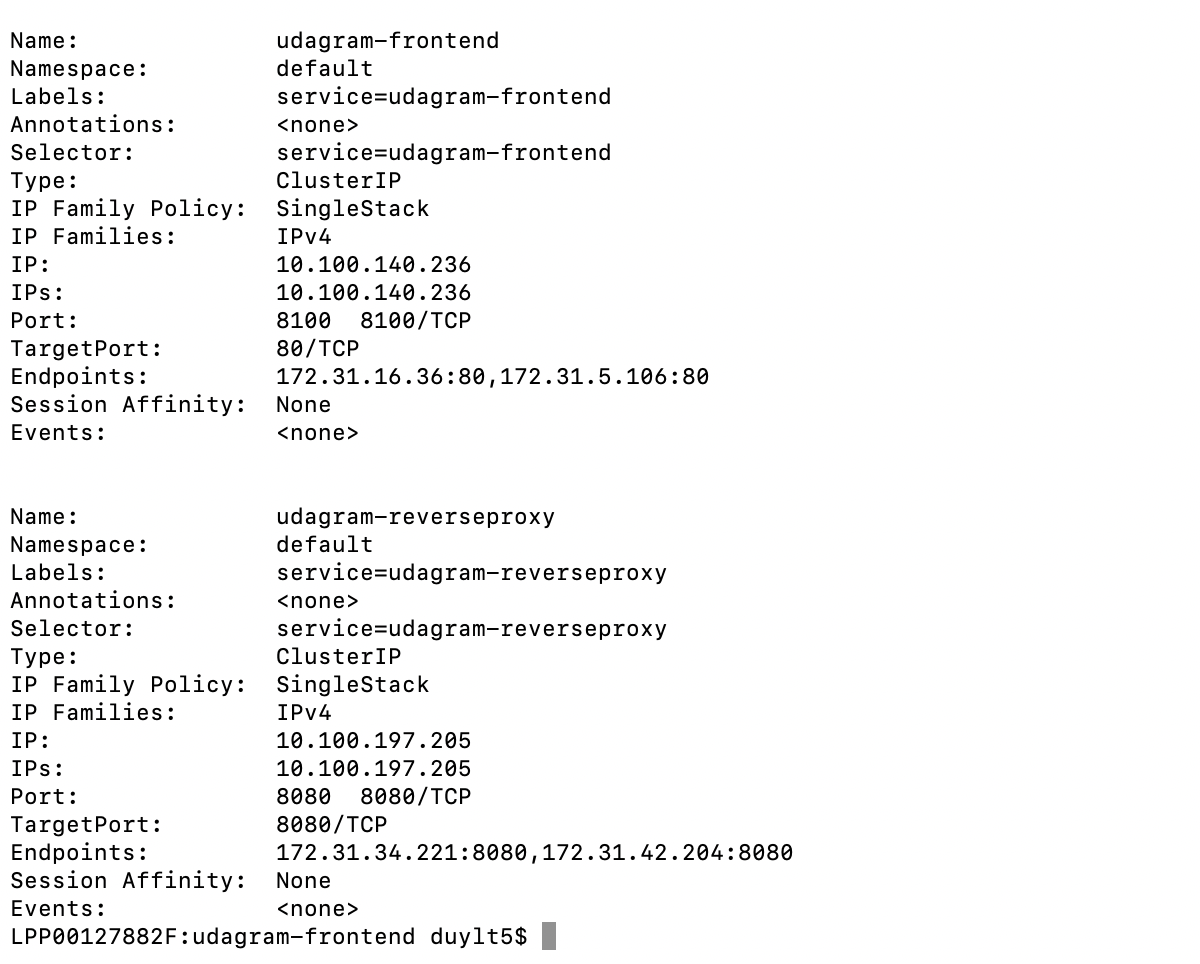 Name:              udagram-frontend
Namespace:         default
Labels:            service=udagram-frontend
Annotations:       <none>
Selector:          service=udagram-frontend
Type:              ClusterIP
IP Family Policy:  SingleStack
IP Families:       IPv4
IP:                10.100.140.236
IPs:               10.100.140.236
Port:              8100  8100/TCP
TargetPort:        80/TCP
Endpoints:         172.31.16.36:80,172.31.5.106:80
Session Affinity:  None
Events:            <none>
Name:              udagram-reverseproxy
Namespace:         default
Labels:            service=udagram-reverseproxy
Annotations:       <none>
Selector:          service=udagram-reverseproxy
Type:              ClusterIP
IP Family Policy:  SingleStack
IP Families:       IPv4
IP:                10.100.197.205
IPs:               10.100.197.205
Port:              8080  8080/TCP
TargetPort:        8080/TCP
Endpoints:         172.31.34.221:8080,172.31.42.204:8080
Session Affinity:  None
Events:            <none>
LPP00127882F:udagram-frontend duylt5$